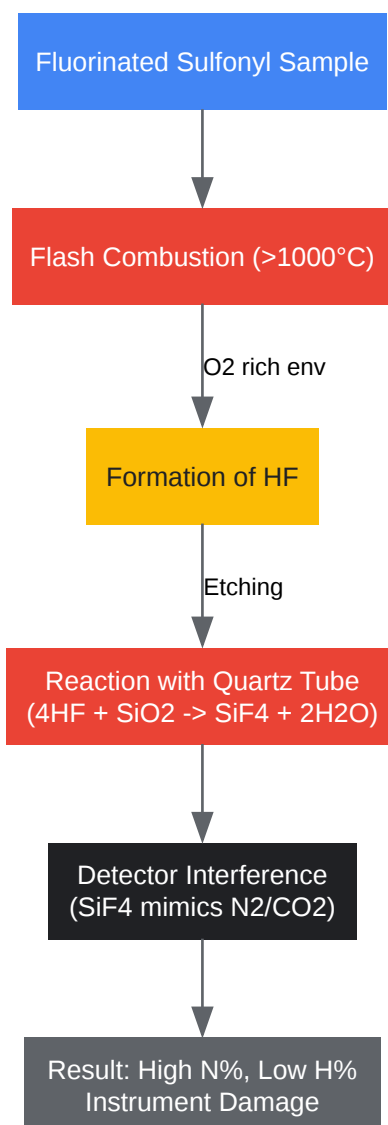 Fluorinated Sulfonyl Sample
Flash Combustion (>1000°C)
O2 rich env
Formation of HF
Etching
Reaction with Quartz Tube
(4HF + SiO2 -> SiF4 + 2H2O)
Detector Interference
(SiF4 mimics N2/CO2)
Result: High N%, Low H%
Instrument Damage